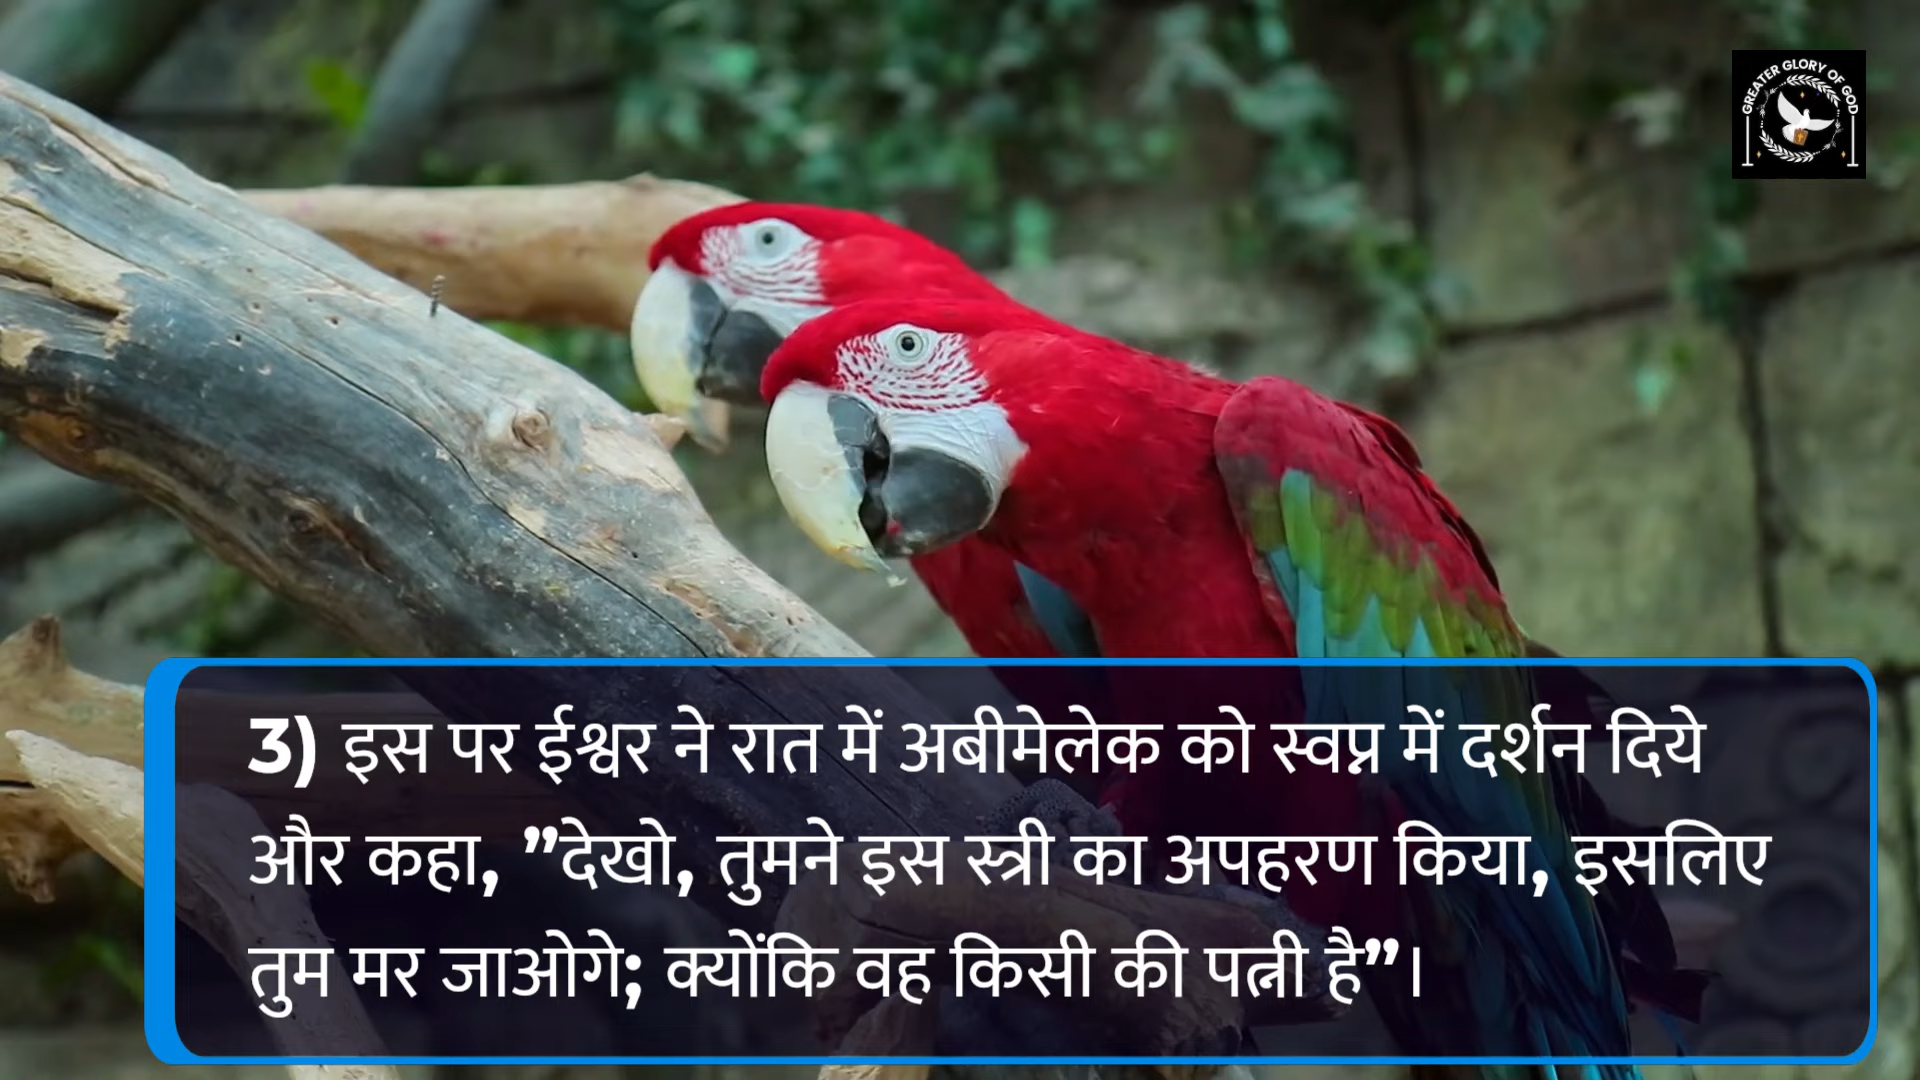 GREATER GLORY OF GOD
3) इस पर ईश्वर ने रात में अबीमेलेक को स्वप्न में दर्शन दिये
और कहा, ”देखो, तुमने इस स्त्री का अपहरण किया, इसलिए
तुम मर जाओगे; क्योंकि वह किसी की पत्नी है”।